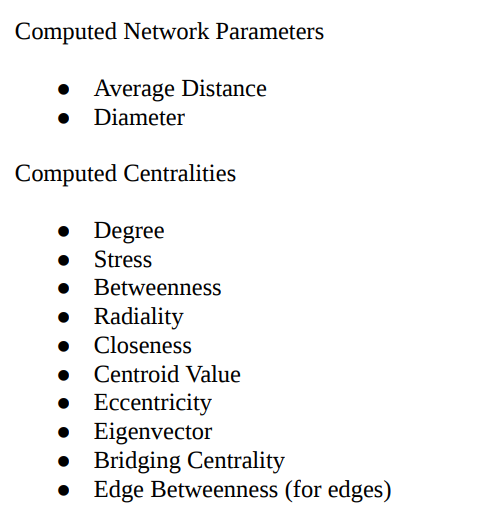 Computed Network Parameters
● Average Distance
● Diameter
Computed Centralities
● Degree
● Stress
● Betweenness
● Radiality
● Closeness
● Centroid Value
● Eccentricity
● Eigenvector
● Bridging Centrality
● Edge Betweenness (for edges)